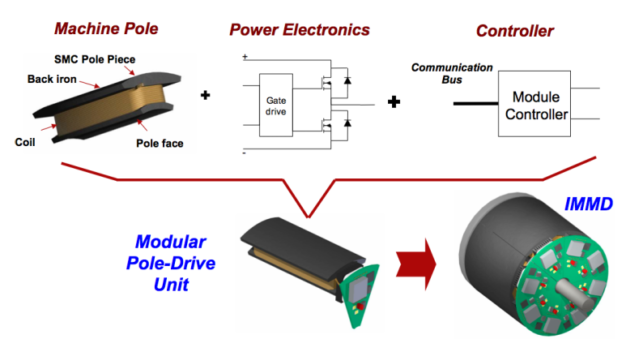 Machine Pole
Power Electronics
Controller
SMC Pole Piece
Back iron
Coil
Pole face
+
+
Gate
drive
-
+
Communication
Bus
Module
Controller
Modular
Pole-Drive
Unit
IMMD